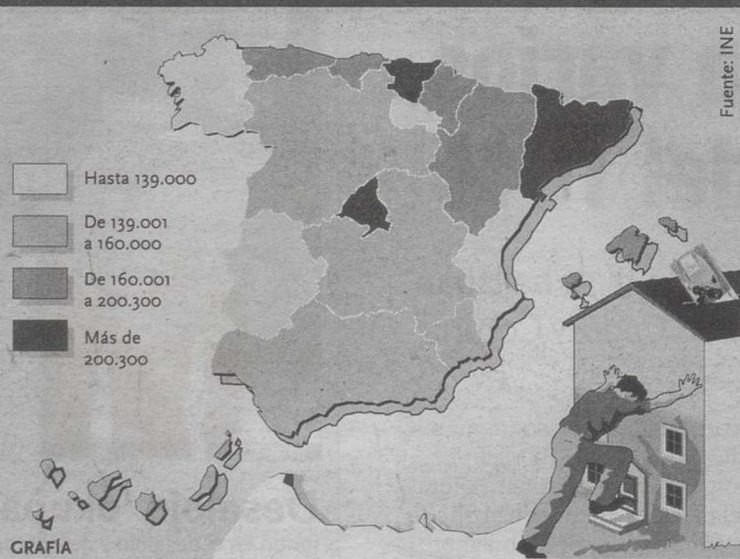 Fuente: INE
Hasta 139.000
De 139.001
a 160.000
De 160.001
a 200.300
Más de
200.300
GRAFÍA